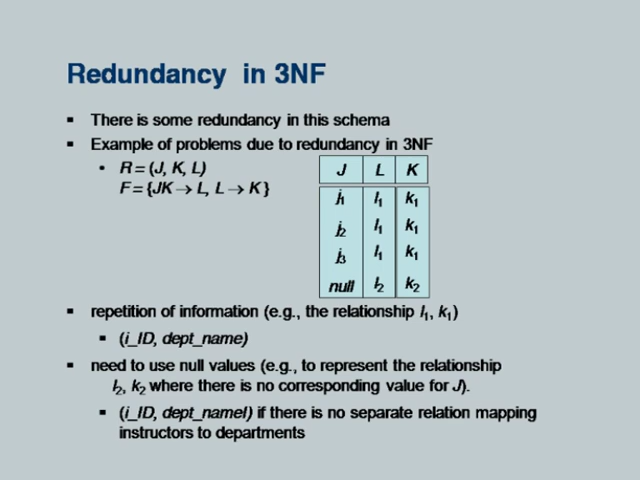 Redundancy in 3NF
▪ There is some redundancy in this schema
▪ Example of problems due to redundancy in 3NF
• R = (J, K, L)
F = {JK → L, L → K }
J L K
j1 l1 k1
j2 l1 k1
j3 l1 k1
null l2 k2
▪ repetition of information (e.g., the relationship l1, k1)
▪ (i_ID, dept_name)
▪ need to use null values (e.g., to represent the relationship
l2, k2 where there is no corresponding value for J).
▪ (i_ID, dept_nameI) if there is no separate relation mapping
instructors to departments